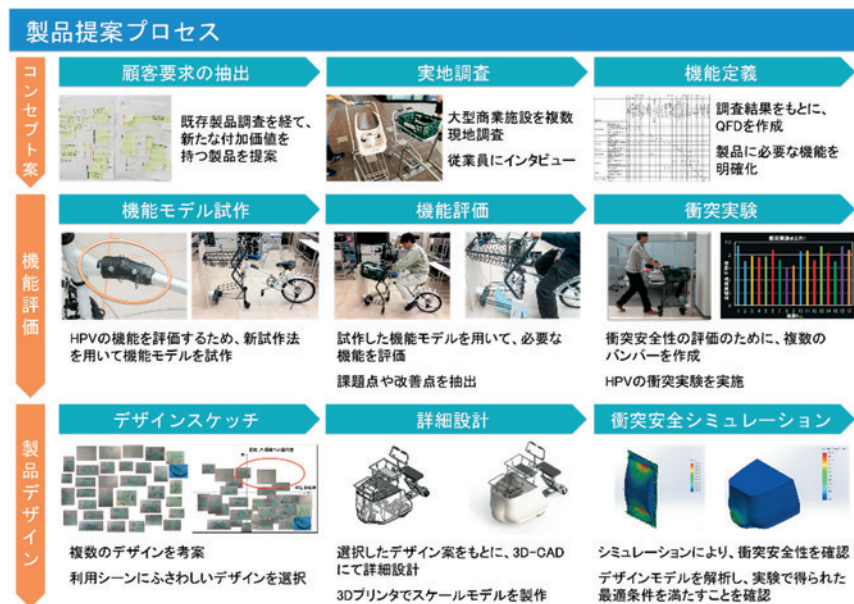 製品提案プロセス
コンセプト案
顧客要求の抽出
既存製品調査を経て、
新たな付加価値を
持つ製品を提案
実地調査
大型商業施設を複数
現地調査
従業員にインタビュー
機能定義
調査結果をもとに、
QFDを作成
製品に必要な機能を
明確化
機能評価
機能モデル試作
HPVの機能を評価するため、新試作法
を用いて機能モデルを試作
機能評価
試作した機能モデルを用いて、必要な
機能を評価
課題点や改善点を抽出
衝突実験
衝突安全性の評価のために、複数の
バンパーを作成
HPVの衝突実験を実施
製品デザイン
デザインスケッチ
複数のデザインを考案
利用シーンにふさわしいデザインを選択
詳細設計
選択したデザイン案をもとに、3D-CAD
にて詳細設計
3Dプリンタでスケールモデルを製作
衝突安全シミュレーション
シミュレーションにより、衝突安全性を確認
デザインモデルを解析し、実験で得られた
最適条件を満たすことを確認